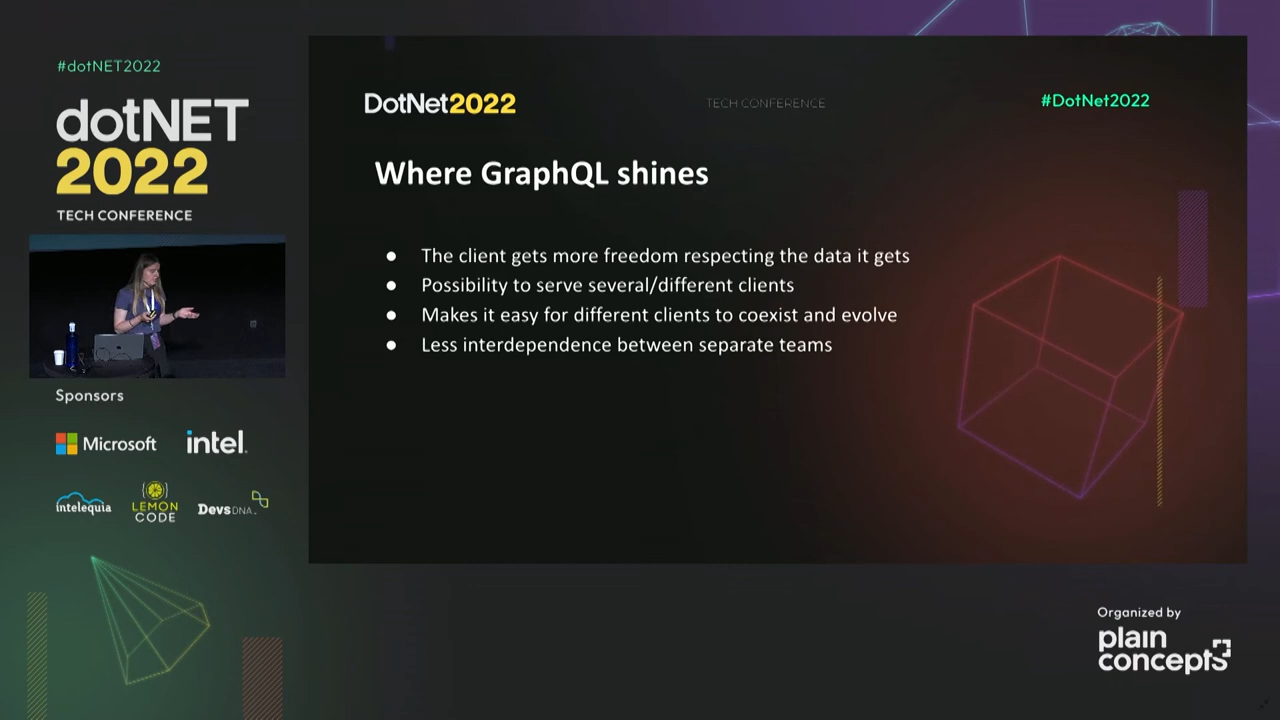 #dotNET2022
dotNET
2022
TECH CONFERENCE
Sponsors
Microsoft
intel.
intelequia
LEMON
CODE
DevsDNA
DotNet2022
TECH CONFERENCE
#DotNet2022
Where GraphQL shines
● The client gets more freedom respecting the data it gets
● Possibility to serve several/different clients
● Makes it easy for different clients to coexist and evolve
● Less interdependence between separate teams
Organized by
plain
concepts